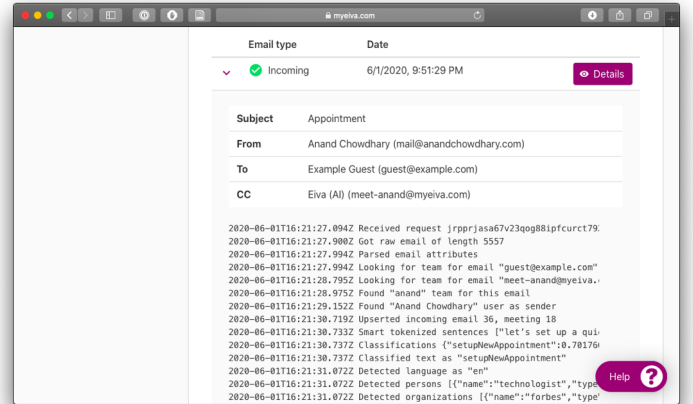 myeiva.com
Email type Date
Incoming 6/1/2020, 9:51:29 PM Details
Subject Appointment
From Anand Chowdhary (mail@anandchowdhary.com)
To Example Guest (guest@example.com)
CC Eiva (AI) (meet-anand@myeiva.com)
2020-06-01T16:21:27.094Z Received request jrpprjasa67v23qog88ipfcurct79
2020-06-01T16:21:27.900Z Got raw email of length 5557
2020-06-01T16:21:27.994Z Parsed email attributes
2020-06-01T16:21:27.994Z Looking for team for email "guest@example.com"
2020-06-01T16:21:28.795Z Looking for team for email "meet-anand@myeiva.
2020-06-01T16:21:28.975Z Found "anand" team for this email
2020-06-01T16:21:29.152Z Found "Anand Chowdhary" user as sender
2020-06-01T16:21:30.719Z Upserted incoming email 36, meeting 18
2020-06-01T16:21:30.733Z Smart tokenized sentences ["let's set up a qui
2020-06-01T16:21:30.737Z Classifications {"setupNewAppointment":0.70176
2020-06-01T16:21:30.737Z Classified text as "setupNewAppointment"
2020-06-01T16:21:31.072Z Detected language as "en"
2020-06-01T16:21:31.072Z Detected persons [{"name":"technologist","type
2020-06-01T16:21:31.072Z Detected organizations [{"name":"forbes","type"
Help ?